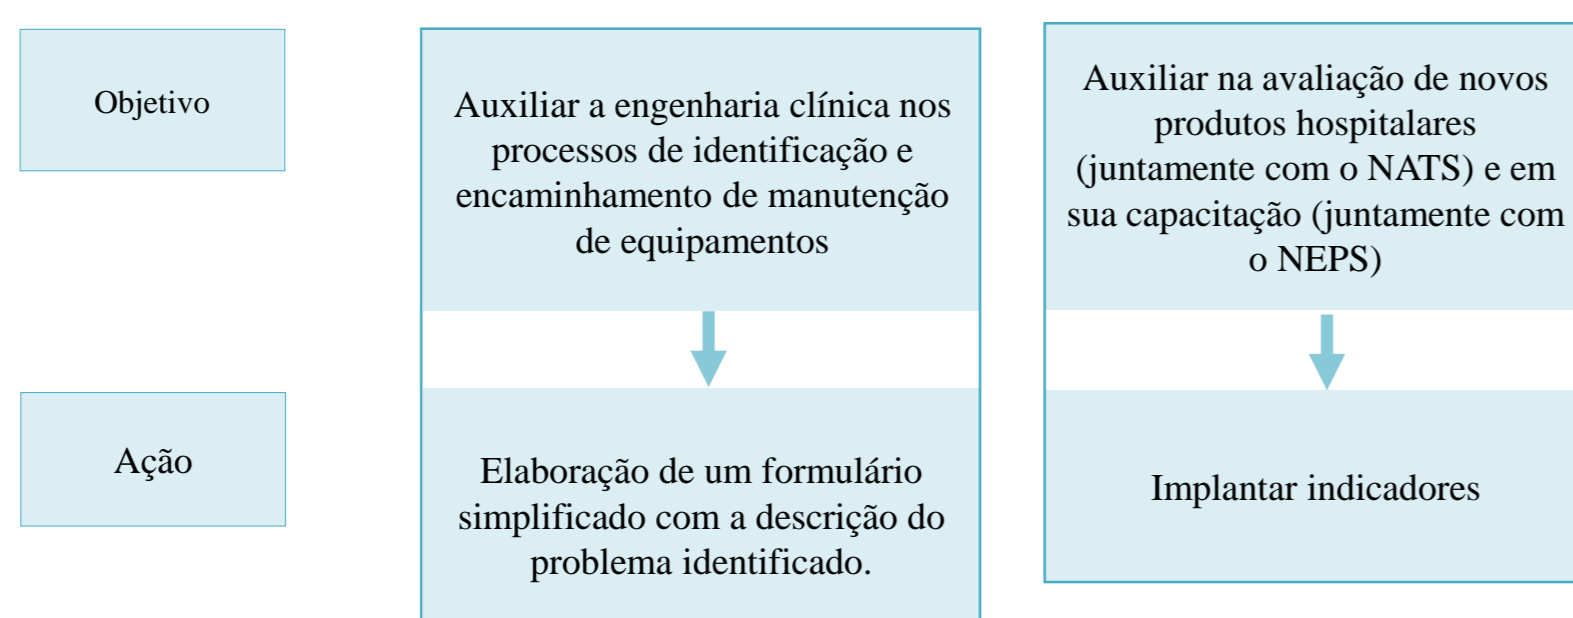 Objetivo
Auxiliar a engenharia clínica nos
processos de identificação e
encaminhamento de manutenção
de equipamentos
Auxiliar na avaliação de novos
produtos hospitalares
(juntamente com o NATS) e em
sua capacitação (juntamente com
o NEPS)
Ação
Elaboração de um formulário
simplificado com a descrição do
problema identificado.
Implantar indicadores